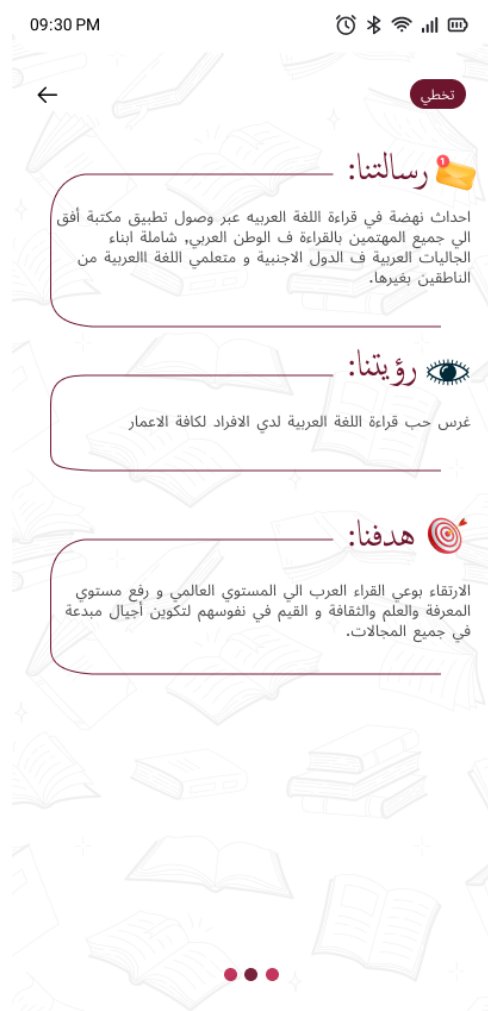 09:30 PM
تخطي
1
رسالتنا:
احداث نهضة في قراءة اللغة العربيه عبر وصول تطبيق مكتبة أفق
الي جميع المهتمين بالقراءة ف الوطن العربي, شاملة ابناء
الجاليات العربية ف الدول الاجنبية و متعلمي اللغة االعربية من
الناطقين بغيرها.
رؤيتنا:
غرس حب قراءة اللغة العربية لدي الافراد لكافة الاعمار
هدفنا:
الارتقاء بوعي القراء العرب الي المستوي العالمي و رفع مستوي
المعرفة والعلم والثقافة و القيم في نفوسهم لتكوين أجيال مبدعة
في جميع المجالات.